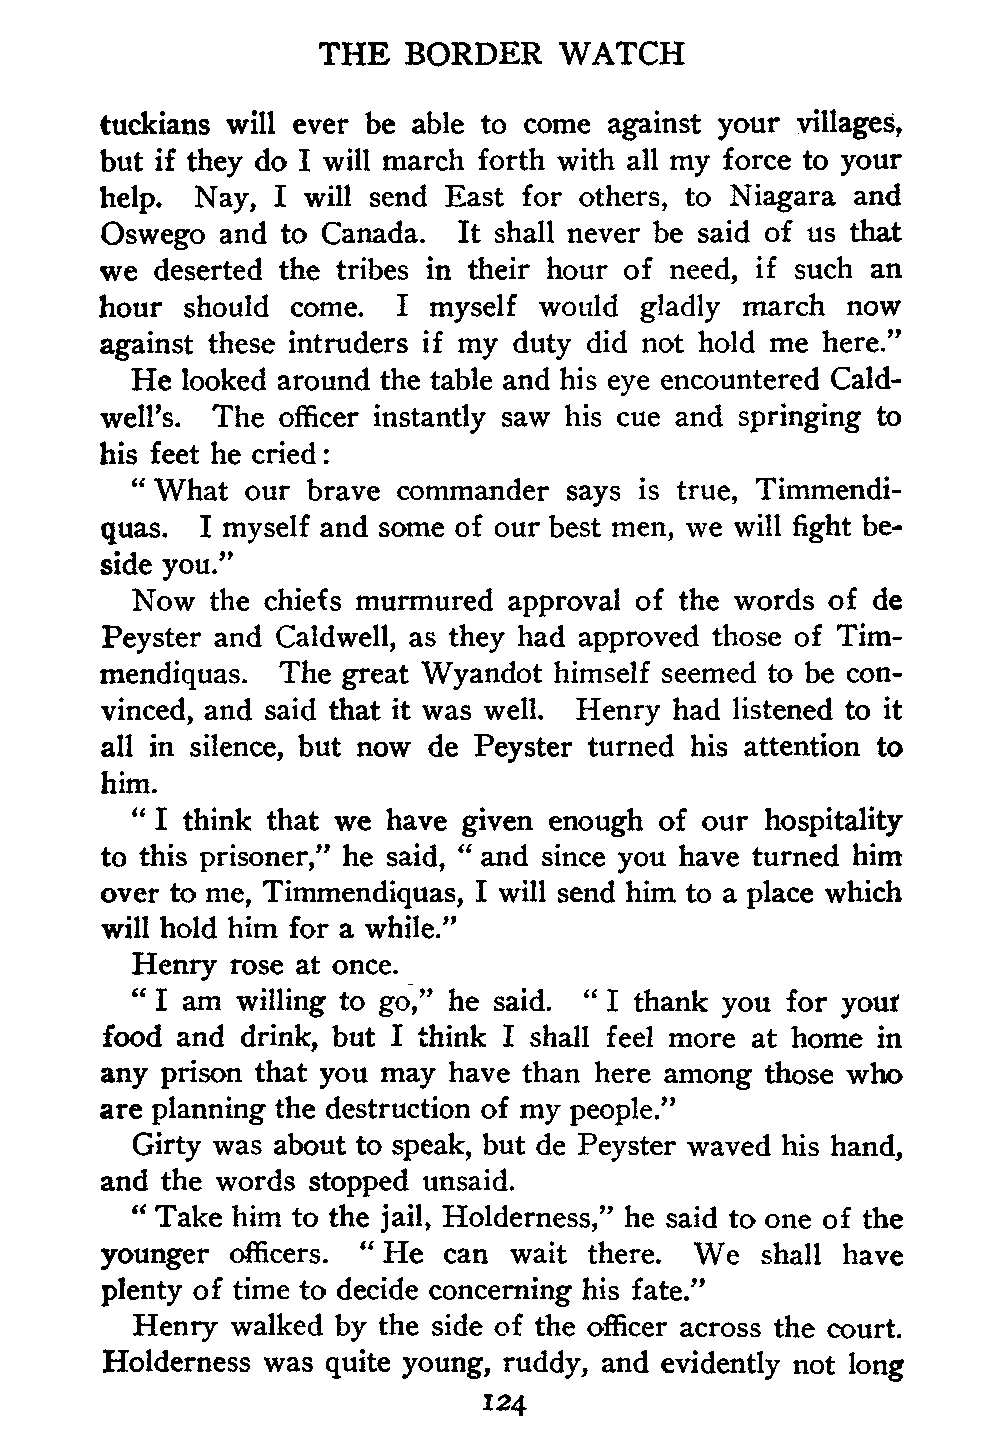 THE BORDER WATCH
tuckians will ever be able to come against your villages,
but if they do I will march forth with all my force to your
help. Nay, I will send East for others, to Niagara and
Oswego and to Canada. It shall never be said of us that
we deserted the tribes in their hour of need, if such an
hour should come. I myself would gladly march now
against these intruders if my duty did not hold me here.”
He looked around the table and his eye encountered Cald-
well’s. The officer instantly saw his cue and springing to
his feet he cried:
“ What our brave commander says is true, Timmendi-
quas. I myself and some of our best men, we will fight be-
side you.”
Now the chiefs murmured approval of the words of de
Peyster and Caldwell, as they had approved those of Tim-
mendiquas. The great Wyandot himself seemed to be con-
vinced, and said that it was well. Henry had listened to it
all in silence, but now de Peyster turned his attention to
him.
“ I think that we have given enough of our hospitality
to this prisoner,” he said, “ and since you have turned him
over to me, Timmendiquas, I will send him to a place which
will hold him for a while.”
Henry rose at once.
“ I am willing to go,” he said. “ I thank you for your
food and drink, but I think I shall feel more at home in
any prison that you may have than here among those who
are planning the destruction of my people.”
Girty was about to speak, but de Peyster waved his hand,
and the words stopped unsaid.
“ Take him to the jail, Holderness,” he said to one of the
younger officers. “ He can wait there. We shall have
plenty of time to decide concerning his fate.”
Henry walked by the side of the officer across the court.
Holderness was quite young, ruddy, and evidently not long
124